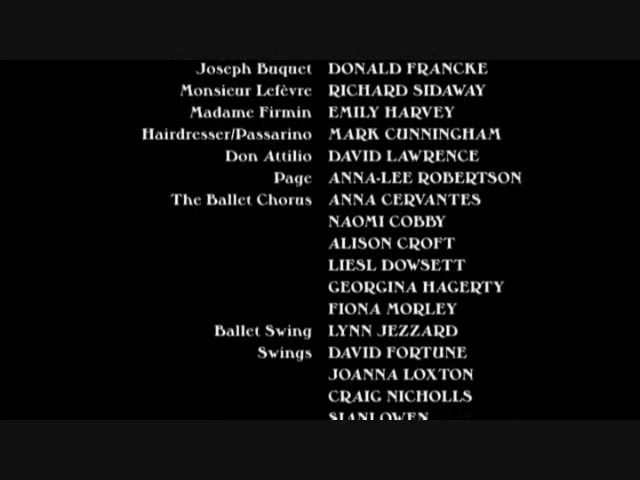 Joseph Buquet DONALD FRANCKE
Monsieur Lefèvre RICHARD SIDAWAY
Madame Firmin EMILY HARVEY
Hairdresser/Passarino MARK CUNNINGHAM
Don Attilio DAVID LAWRENCE
Page ANNA-LEE ROBERTSON
The Ballet Chorus ANNA CERVANTES
NAOMI COBBY
ALISON CROFT
LIESL DOWSETT
GEORGINA HAGERTY
FIONA MORLEY
Ballet Swing LYNN JEZZARD
Swings DAVID FORTUNE
JOANNA LOXTON
CRAIG NICHOLLS
SIAN OWEN